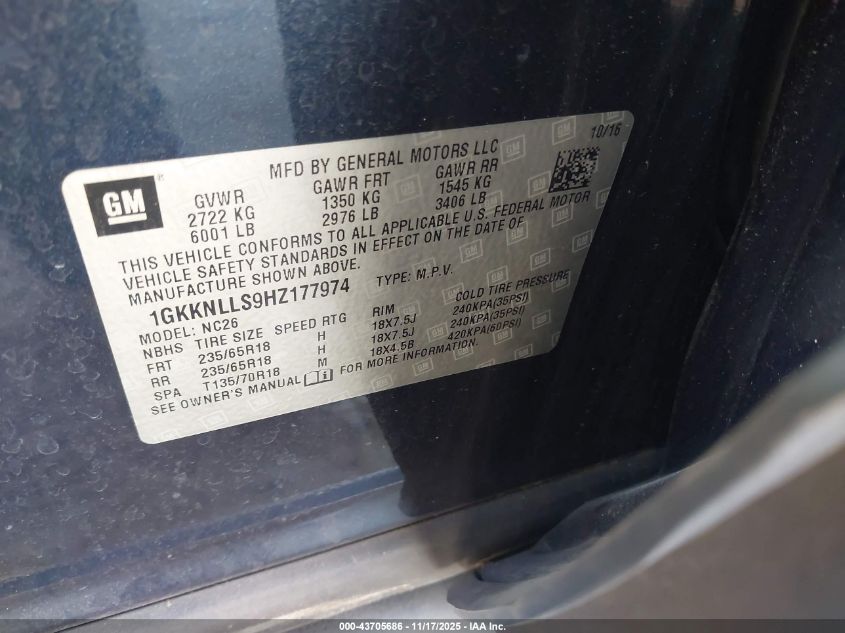 10/16
GM
MFD BY GENERAL MOTORS LLC
GVWR GAWR FRT GAWR RR
2722 KG 1350 KG 1545 KG
6001 LB 2976 LB 3406 LB
THIS VEHICLE CONFORMS TO ALL APPLICABLE U.S. FEDERAL MOTOR
VEHICLE SAFETY STANDARDS IN EFFECT ON THE DATE OF
MANUFACTURE SHOWN ABOVE.
1GKKNLLS9HZ177974 TYPE: M.P.V.
MODEL: NC26
NBHS TIRE SIZE SPEED RTG RIM COLD TIRE PRESSURE
FRT 235/65R18 H 18X7.5J 240KPA(35PSI)
RR 235/65R18 H 18X7.5J 240KPA(35PSI)
SPA T135/70R18 M 18X4.5B 420KPA(60PSI)
SEE OWNER'S MANUAL FOR MORE INFORMATION.
000-43705686 - 11/17/2025 - IAA Inc.